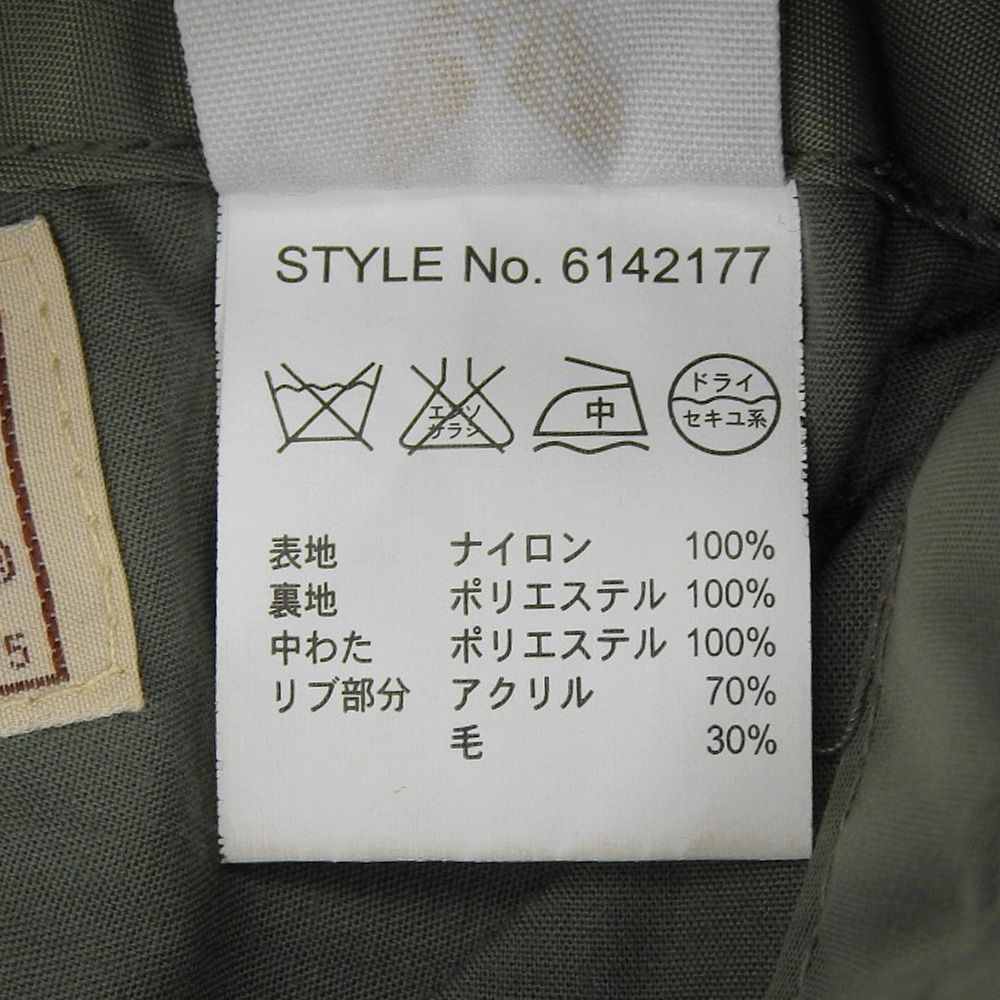 STYLE No. 6142177
エンソ
サラシ
中
ドライ
セキユ系
表地 ナイロン 100%
裏地 ポリエステル 100%
中わた ポリエステル 100%
リブ部分 アクリル 70%
毛 30%
5